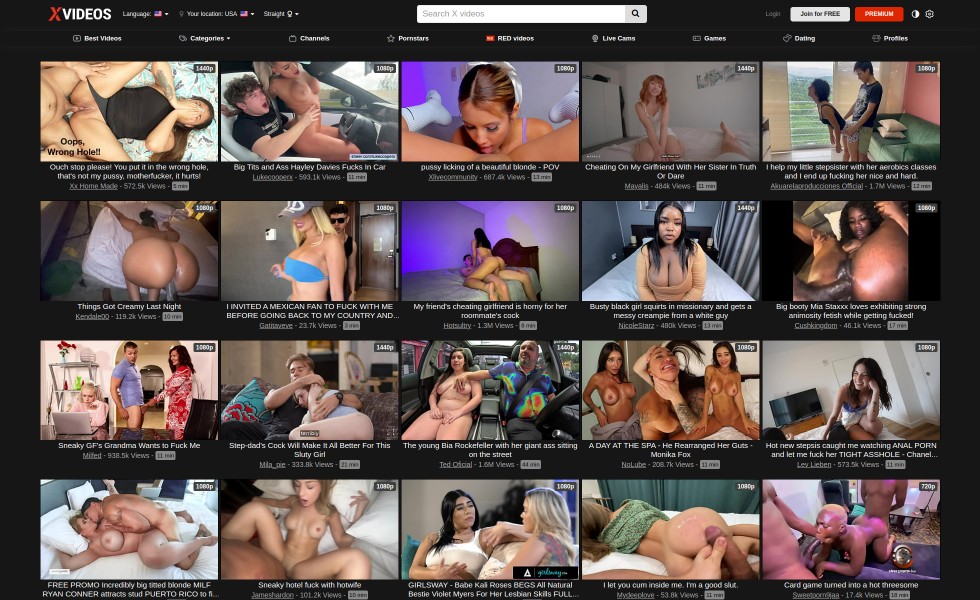 XVIDEOS
Language:
Your location: USA
Straight
Search X videos
Login
Join for FREE
PREMIUM
Best Videos
Categories
Channels
Pornstars
RED videos
Live Cams
Games
Dating
Profiles
1440p
1080p
1080p
1440p
1080p
Oops,
Wrong Hole!!
Ouch stop please! You put it in the wrong hole,
that's not my pussy, motherfucker, it hurts!
Xx Home Made - 572.5k Views - 5 min
Big Tits and Ass Hayley Davies Fucks In Car
Lukecooperx - 593.1k Views - 11 min
pussy licking of a beautiful blonde - POV
Xlivecommunity - 687.4k Views - 13 min
Cheating On My Girlfriend With Her Sister In Truth
Or Dare
Mayalis - 484k Views - 11 min
I help my little stepsister with her aerobics classes
and I end up fucking her nice and hard.
Akuarelaproducciones Official - 1.7M Views - 12 min
1080p
1080p
1080p
1440p
1080p
Things Got Creamy Last Night
Kendale00 - 119.2k Views - 10 min
I INVITED A MEXICAN FAN TO FUCK WITH ME
BEFORE GOING BACK TO MY COUNTRY AND...
Gatitaveve - 23.7k Views - 3 min
My friend's cheating girlfriend is horny for her
roommate's cock
Hotsultry - 1.3M Views - 8 min
Busty black girl squirts in missionary and gets a
messy creampie from a white guy
NicoleStarz - 480k Views - 13 min
Big booty Mia Staxxx loves exhibiting strong
animosity fetish while getting fucked!
Cushkingdom - 46.1k Views - 17 min
1080p
1440p
1440p
1080p
1080p
Sneaky GF's Grandma Wants to Fuck Me
Milfed - 938.5k Views - 11 min
terribly
Step-dad's Cock Will Make It All Better For This
Sluty Girl
Mila_pie - 333.8k Views - 21 min
The young Bia Rockefeller with her giant ass sitting
on the street
Ted Oficial - 1.6M Views - 44 min
A DAY AT THE SPA - He Rearranged Her Guts -
Monika Fox
NoLube - 208.7k Views - 11 min
Hot new stepsis caught me watching ANAL PORN
and let me fuck her TIGHT ASSHOLE - Chanel...
Lev Lieben - 573.5k Views - 11 min
1080p
1080p
1080p
1080p
720p
girlsway
FREE PROMO Incredibly big titted blonde MILF
RYAN CONNER attracts stud PUERTO RICO to fi...
Sneaky hotel fuck with hotwife
Jameshardon - 101.2k Views - 10 min
GIRLSWAY - Babe Kali Roses BEGS All Natural
Bestie Violet Myers For Her Lesbian Skills FULL...
I let you cum inside me. I'm a good slut.
Mydeeplove - 53.8k Views - 11 min
Card game turned into a hot threesome
Sweetporn9jaa - 17.4k Views - 18 min